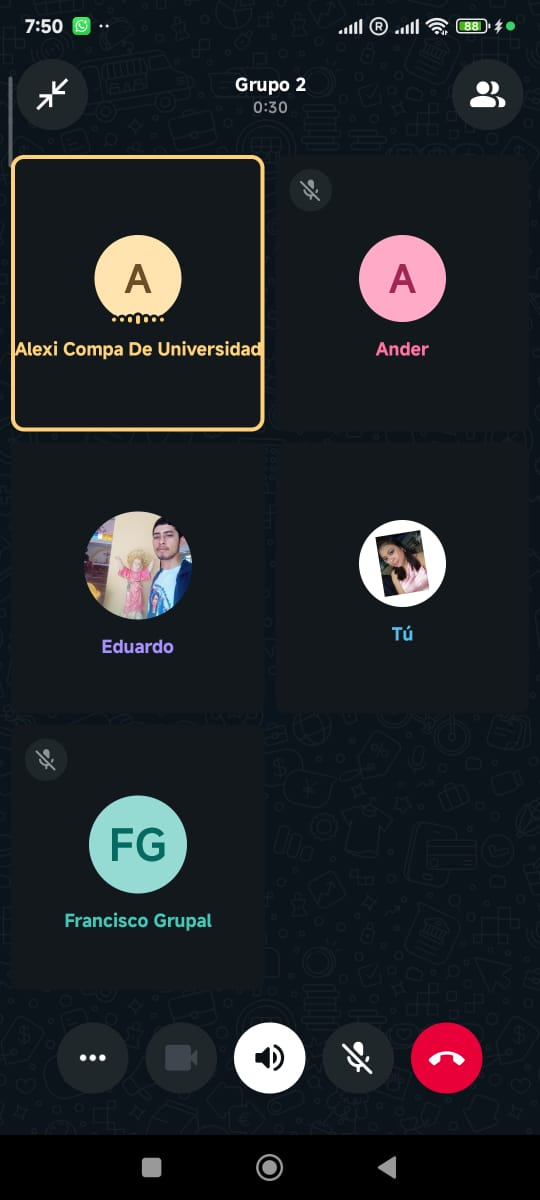 7:50
R
88
Grupo 2
0:30
A
Alexi Compa De Universidad
A
Ander
Eduardo
Tú
FG
Francisco Grupal